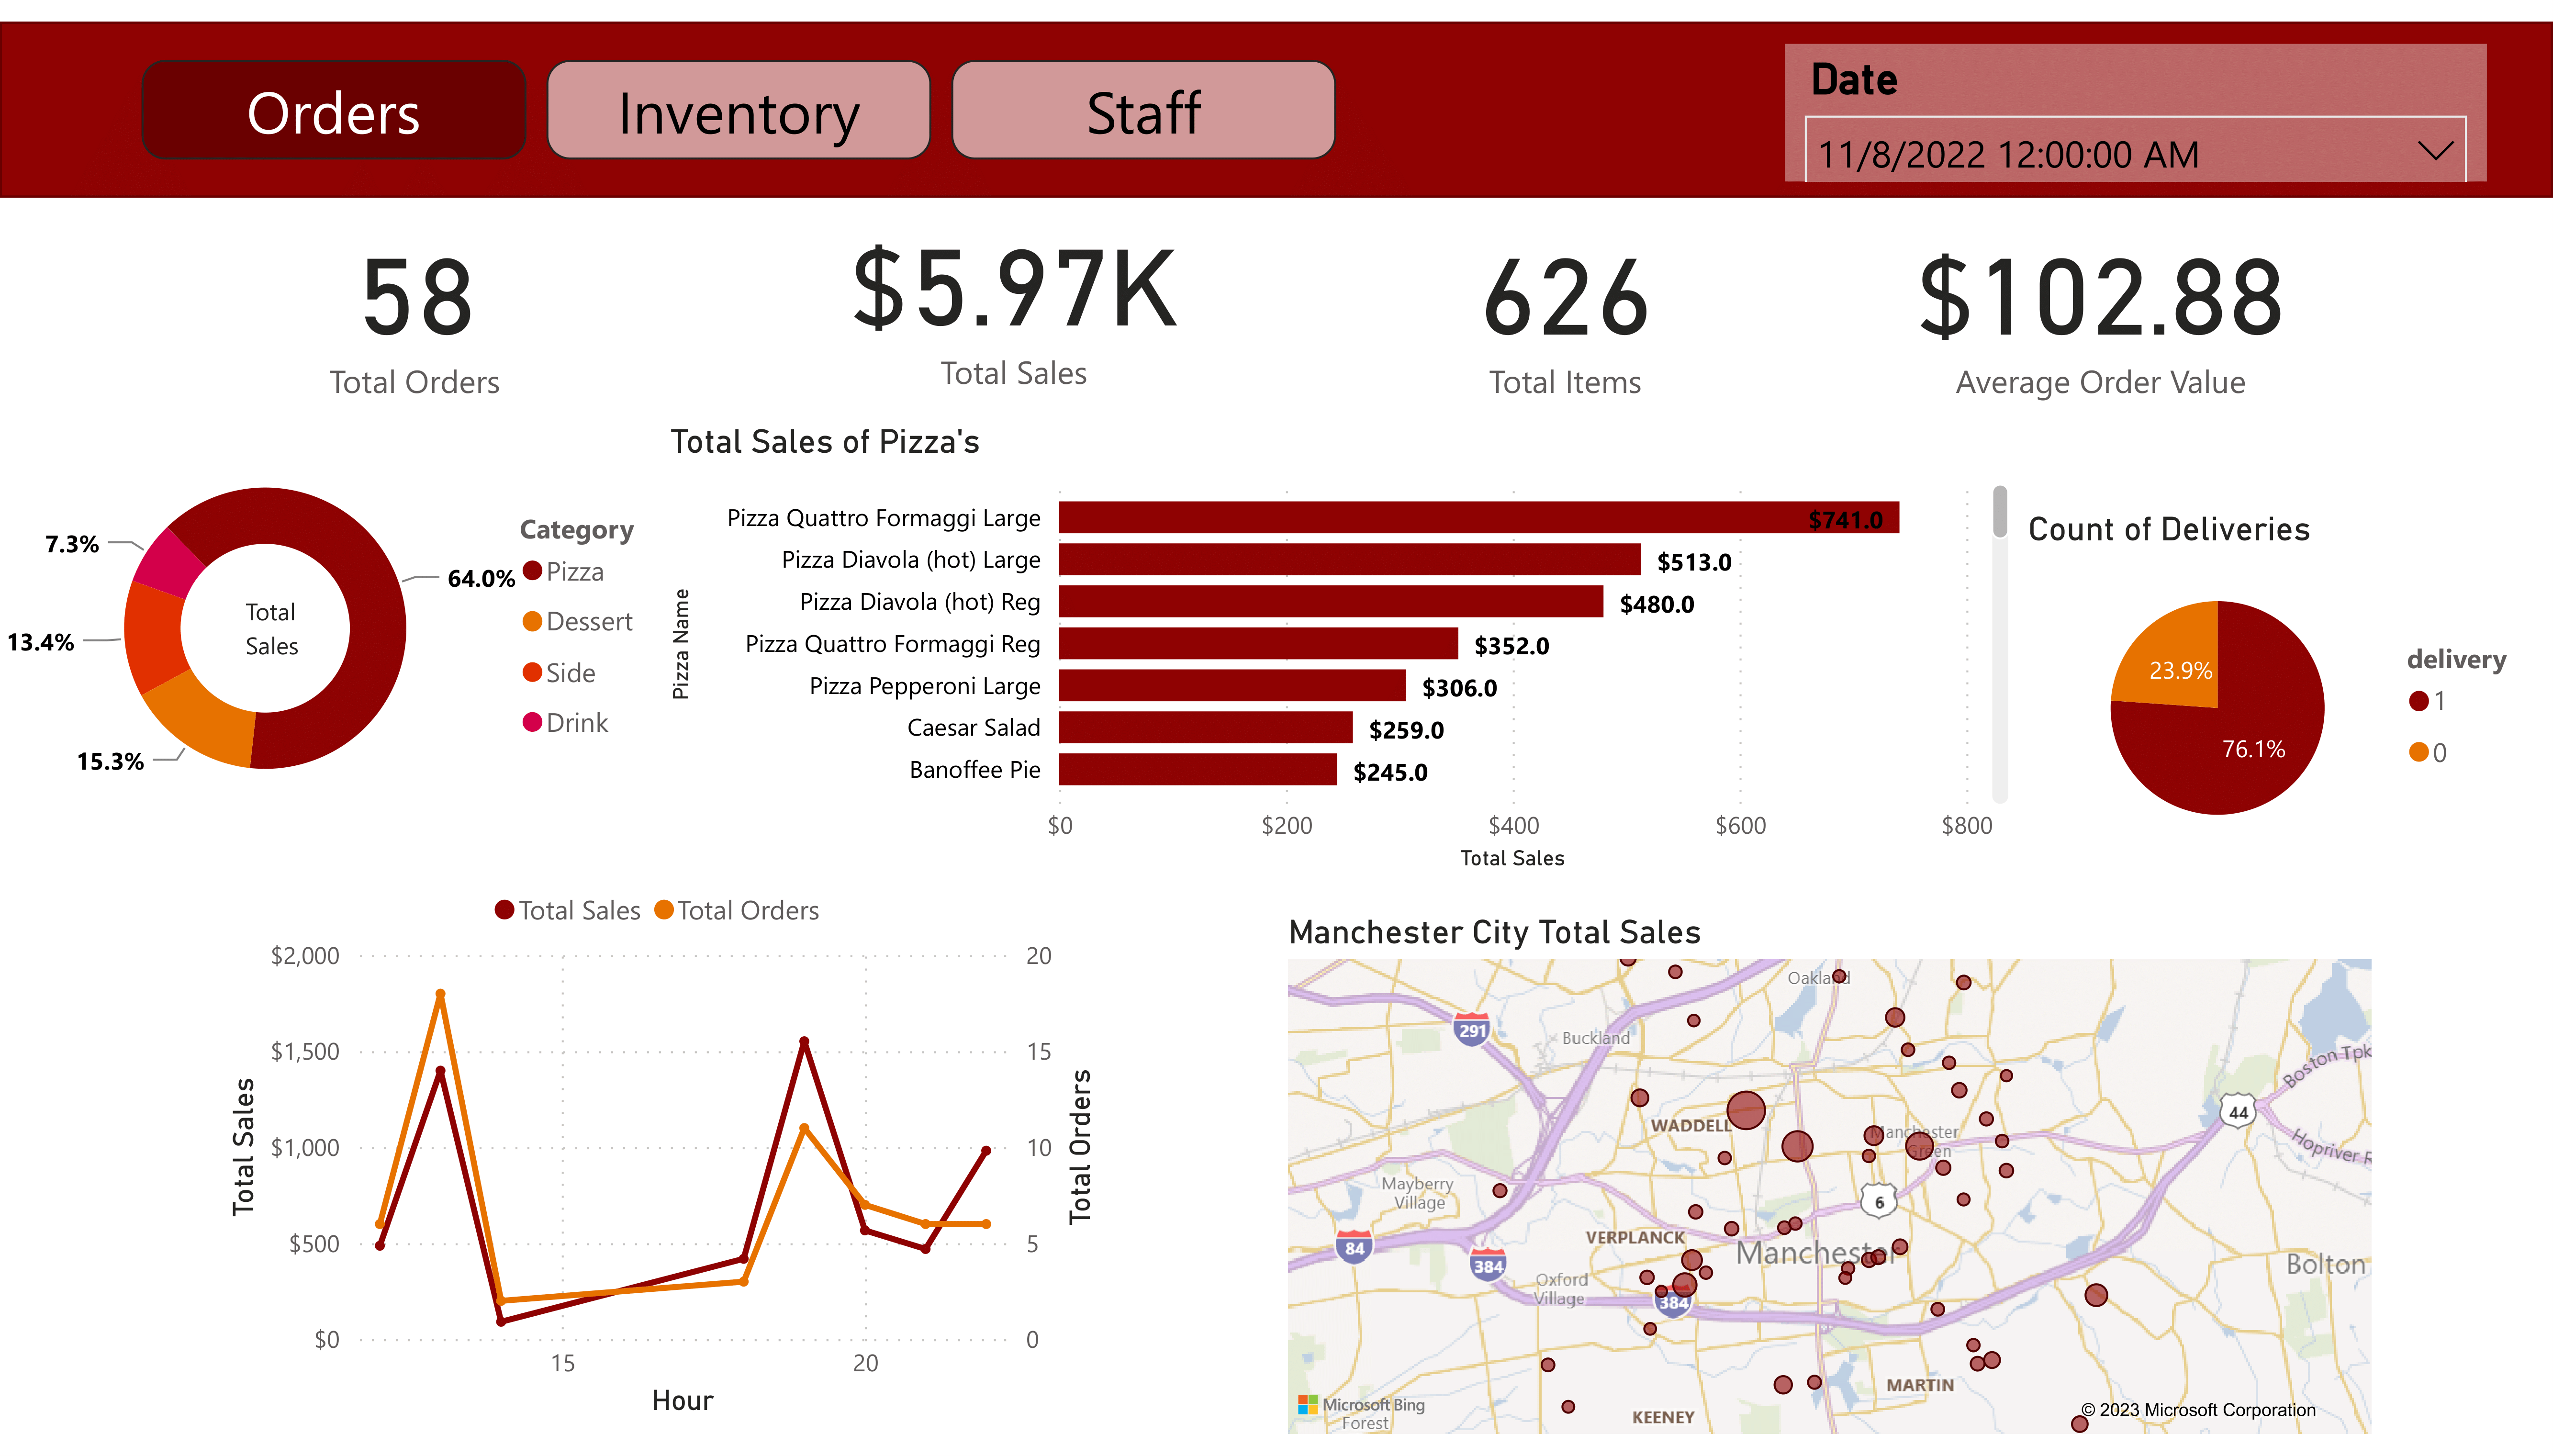 Orders
Inventory
Staff
Date
11/8/2022 12:00:00 AM
58
Total Orders
$5.97K
Total Sales
626
Total Items
$102.88
Average Order Value
Total
Sales
7.3%
64.0%
13.4%
15.3%
Category
Pizza
Dessert
Side
Drink
Total Sales of Pizza's
Pizza Name
Pizza Quattro Formaggi Large
$741.0
Pizza Diavola (hot) Large
$513.0
Pizza Diavola (hot) Reg
$480.0
Pizza Quattro Formaggi Reg
$352.0
Pizza Pepperoni Large
$306.0
Caesar Salad
$259.0
Banoffee Pie
$245.0
$0
$200
$400
$600
$800
Total Sales
Count of Deliveries
23.9%
76.1%
delivery
1
0
Total Sales
Total Orders
$2,000
$1,500
$1,000
$500
$0
Total Sales
20
15
10
5
0
Total Orders
15
20
Hour
Manchester City Total Sales
Oakland
291
Buckland
Boston Tpk
44
WADDELL
Manchester
Green
Hopriver R
Mayberry
Village
6
VERPLANCK
84
384
Manchester
Bolton
Oxford
Village
384
MARTIN
Microsoft Bing
Forest
KEENEY
© 2023 Microsoft Corporation